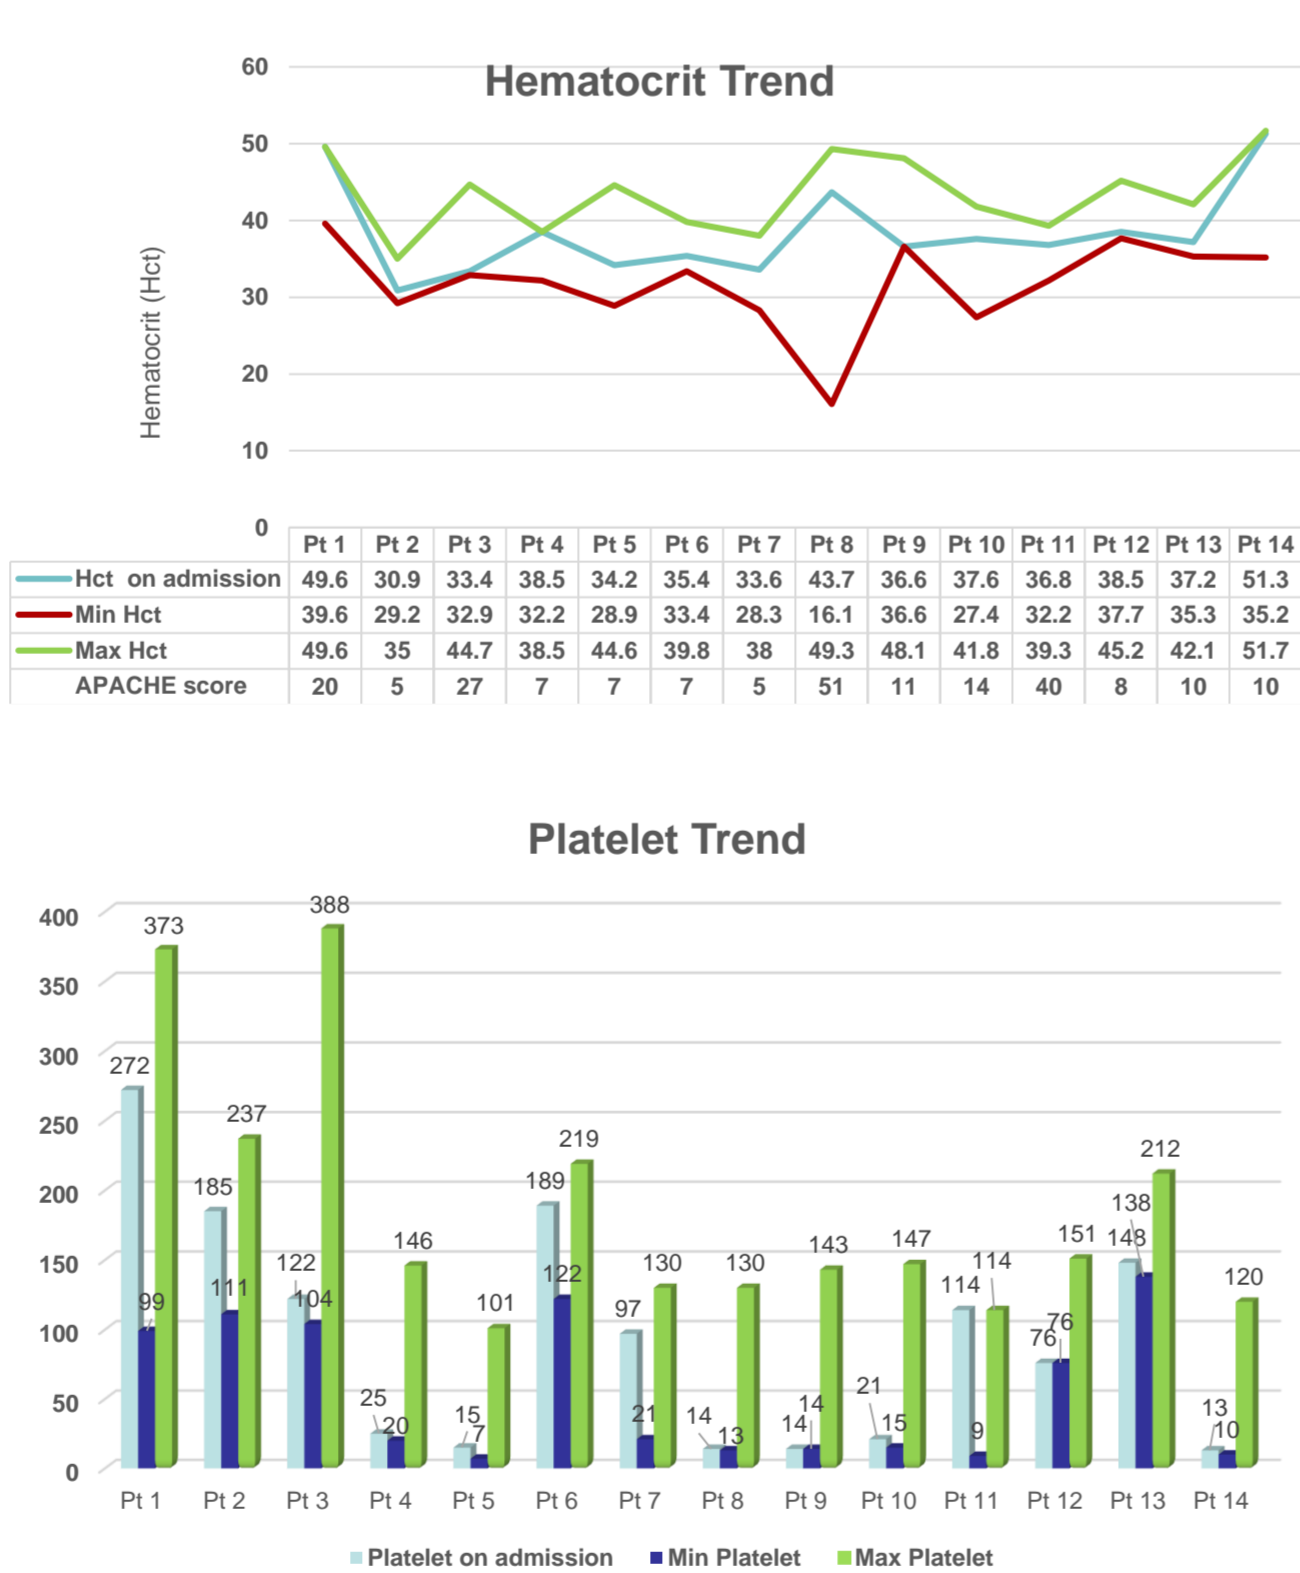 Hematocrit Trend
Hematocrit (Hct)
60
50
40
30
20
10
0
Pt 1 Pt 2 Pt 3 Pt 4 Pt 5 Pt 6 Pt 7 Pt 8 Pt 9 Pt 10 Pt 11 Pt 12 Pt 13 Pt 14
Hct on admission 49.6 30.9 33.4 38.5 34.2 35.4 33.6 43.7 36.6 37.6 36.8 38.5 37.2 51.3
Min Hct 39.6 29.2 32.9 32.2 28.9 33.4 28.3 16.1 36.6 27.4 32.2 37.7 35.3 35.2
Max Hct 49.6 35 44.7 38.5 44.6 39.8 38 49.3 48.1 41.8 39.3 45.2 42.1 51.7
APACHE score 20 5 27 7 7 7 5 51 11 14 40 8 10 10
Platelet Trend
400
350
300
250
200
150
100
50
0
272 99 373
185 111 237
122 104 388
25 20 146
15 7 101
189 122 219
97 21 130
14 13 130
14 14 143
21 15 147
114 9 114
76 76 151
148 138 212
13 10 120
Pt 1 Pt 2 Pt 3 Pt 4 Pt 5 Pt 6 Pt 7 Pt 8 Pt 9 Pt 10 Pt 11 Pt 12 Pt 13 Pt 14
Platelet on admission Min Platelet Max Platelet